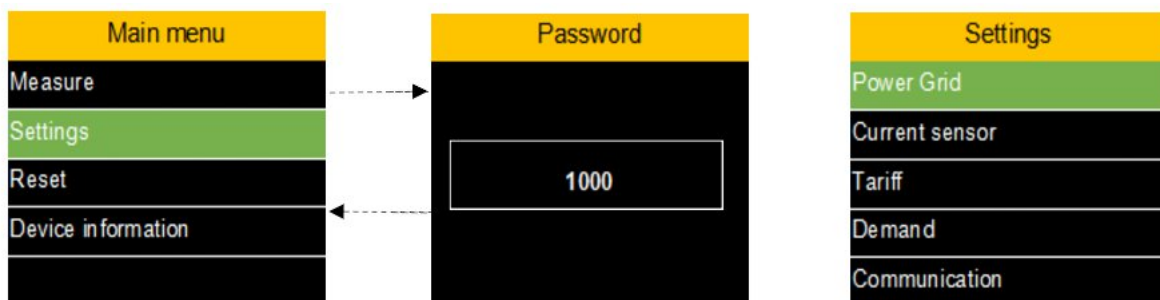 Main menu
Measure
Settings
Reset
Device information
Password
1000
Settings
Power Grid
Current sensor
Tariff
Demand
Communication